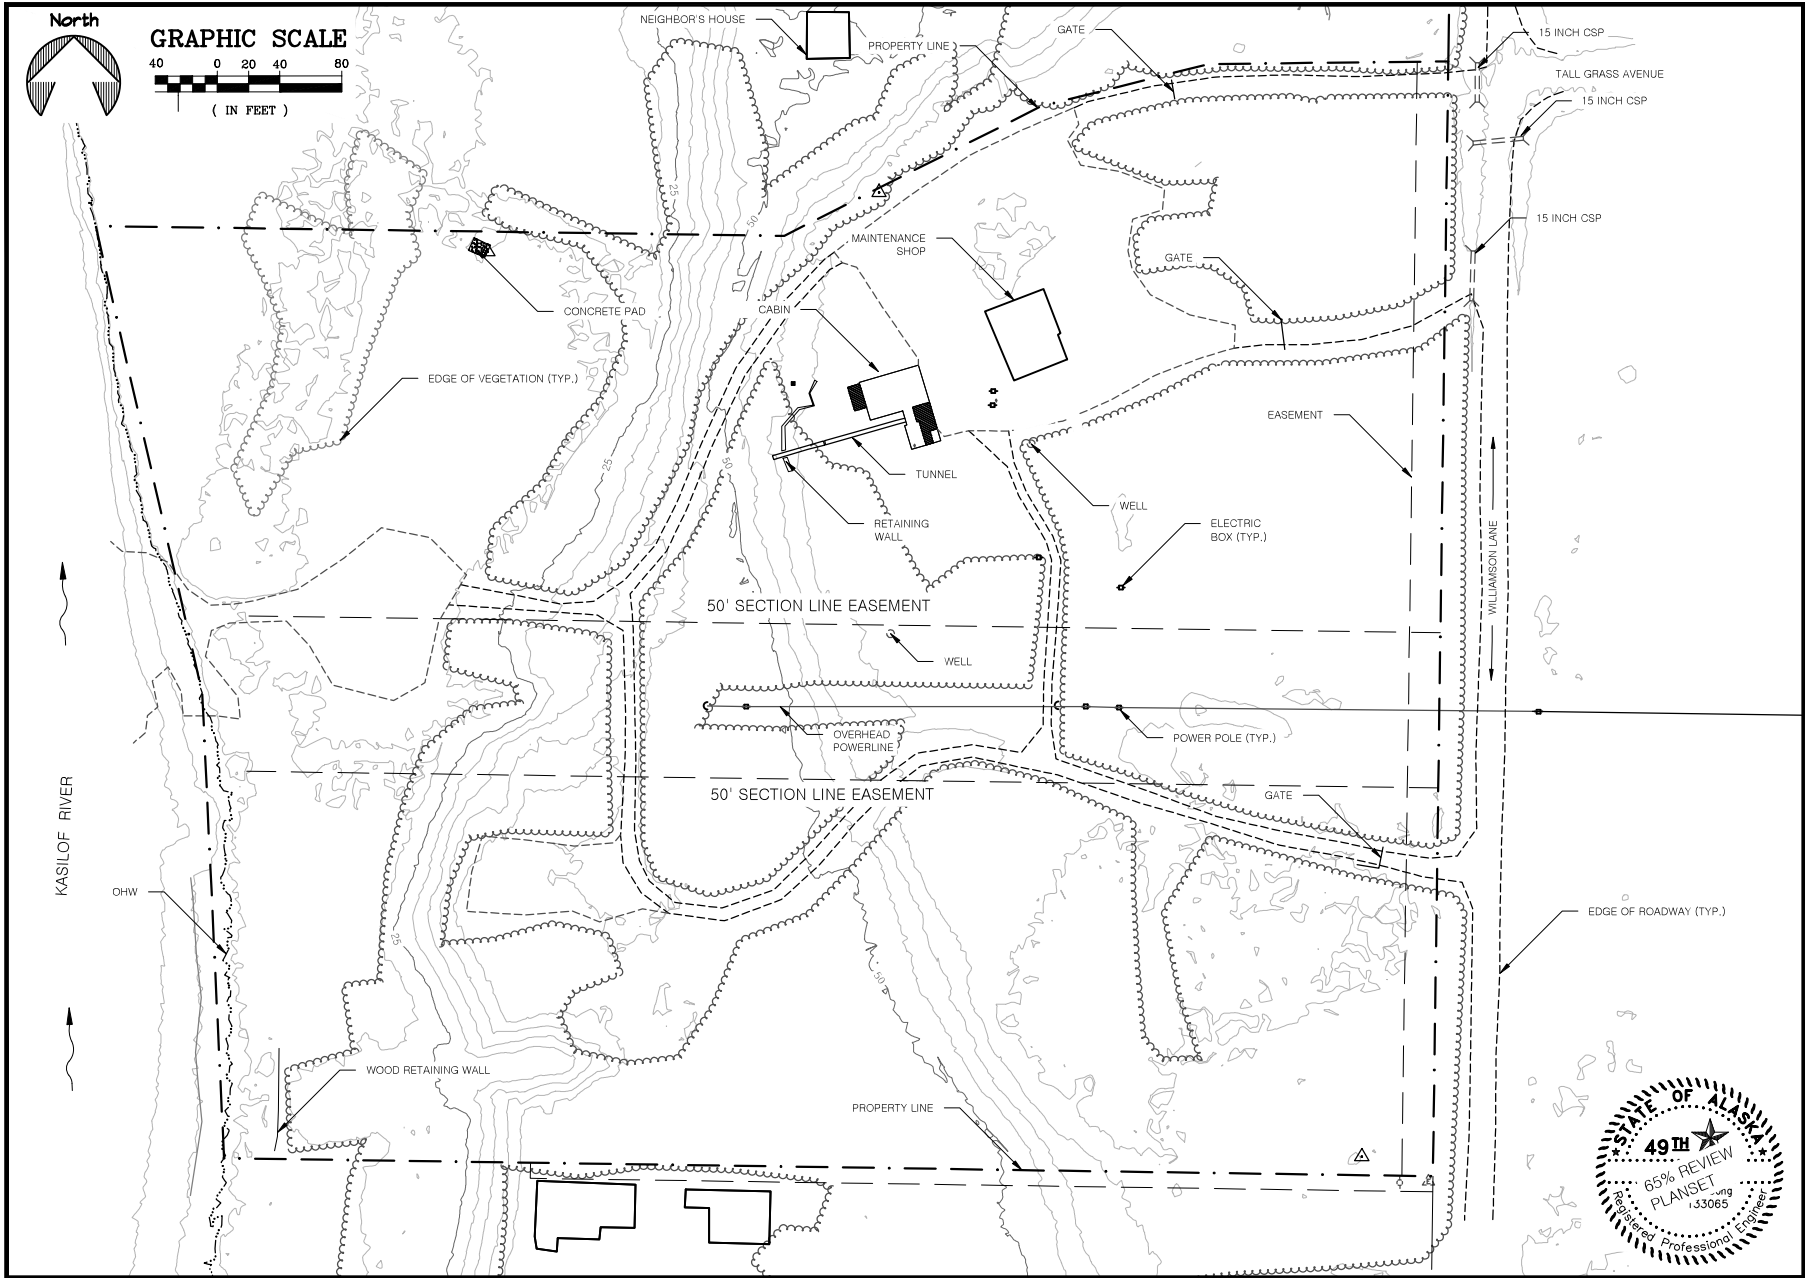 North
GRAPHIC SCALE
40 0 20 40 80
( IN FEET )
NEIGHBOR'S HOUSE
PROPERTY LINE
GATE
15 INCH CSP
TALL GRASS AVENUE
15 INCH CSP
25
50
15 INCH CSP
MAINTENANCE
SHOP
GATE
CONCRETE PAD
CABIN
EDGE OF VEGETATION (TYP.)
EASEMENT
25
50
TUNNEL
WELL
RETAINING
WALL
ELECTRIC
BOX (TYP.)
WILLIAMSON LANE
50' SECTION LINE EASEMENT
WELL
OVERHEAD
POWERLINE
POWER POLE (TYP.)
50' SECTION LINE EASEMENT
GATE
KASILOF RIVER
OHW
EDGE OF ROADWAY (TYP.)
25
50
WOOD RETAINING WALL
PROPERTY LINE
STATE OF ALASKA
49TH
65% REVIEW
PLANSET
33065
Registered Professional Engineer